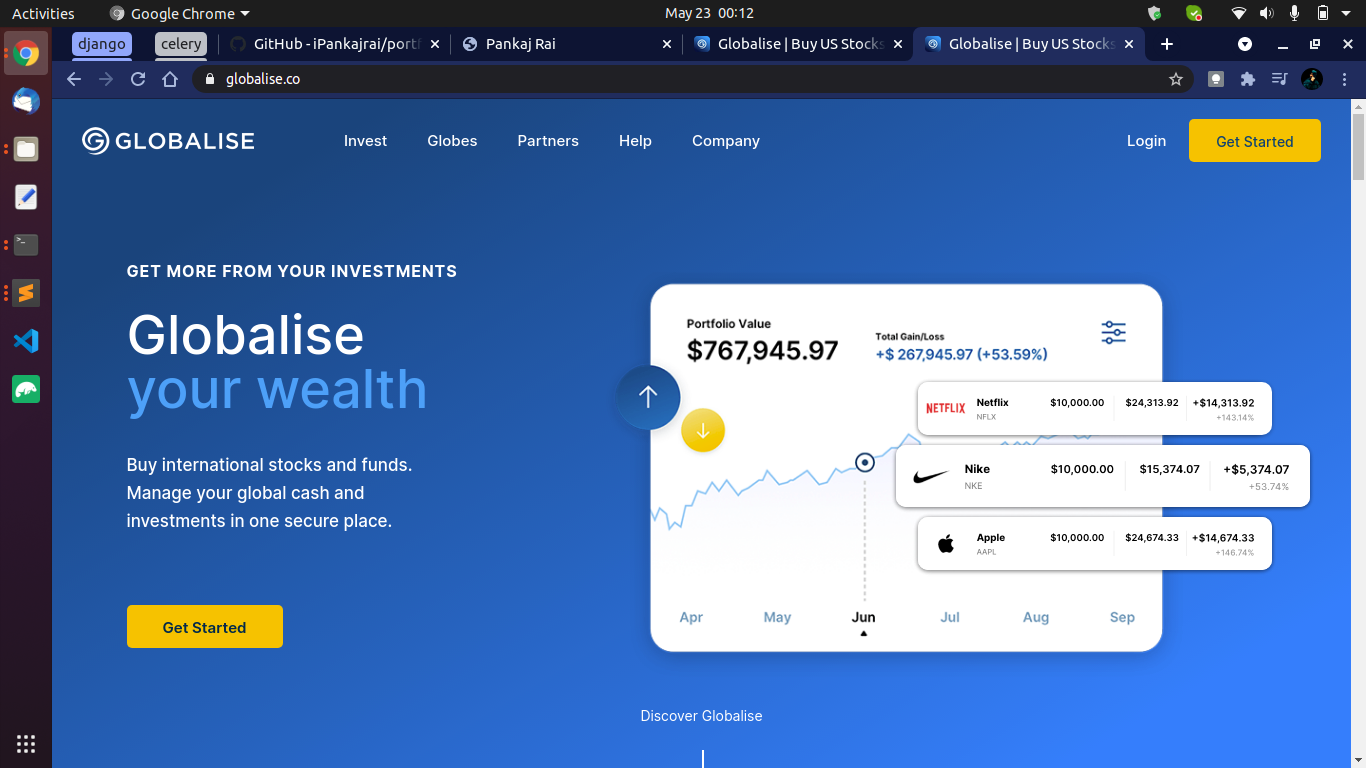 Activities
Google Chrome
May 23 00:12
django
celery
GitHub - iPankajrai/portf
Pankaj Rai
Globalise | Buy US Stocks
Globalise | Buy US Stocks
globalise.co
GLOBALISE
Invest
Globes
Partners
Help
Company
Login
Get Started
GET MORE FROM YOUR INVESTMENTS
Globalise
your wealth
Buy international stocks and funds.
Manage your global cash and
investments in one secure place.
Get Started
Portfolio Value
$767,945.97
Total Gain/Loss
+$ 267,945.97 (+53.59%)
NETFLIX
Netflix
NFLX
$10,000.00
$24,313.92
+$14,313.92
+143.14%
Nike
NKE
$10,000.00
$15,374.07
+$5,374.07
+53.74%
Apple
AAPL
$10,000.00
$24,674.33
+$14,674.33
+146.74%
Apr
May
Jun
Jul
Aug
Sep
Discover Globalise